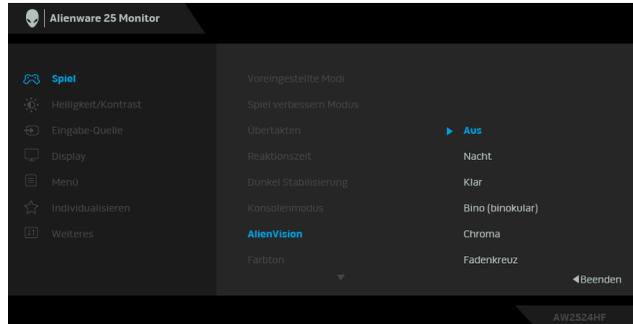 Alienware 25 Monitor
Spiel
Helligkeit/Kontrast
Eingabe-Quelle
Display
Menü
Individualisieren
Weiteres
Voreingestellte Modi
Spiel verbessern Modus
Übertakten
Reaktionszeit
Dunkel Stabilisierung
Konsolenmodus
AlienVision
Farbton
Aus
Nacht
Klar
Bino (binokular)
Chroma
Fadenkreuz
Beenden
AW2524HF